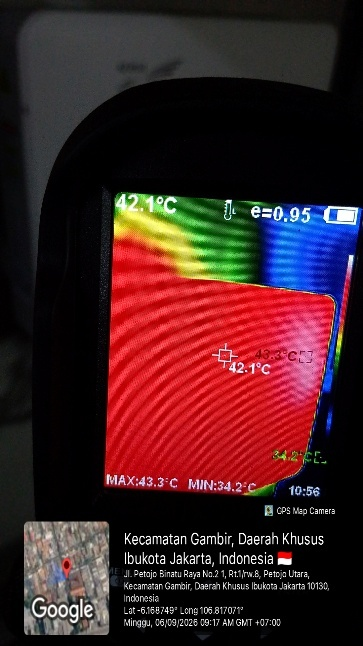 42.1°C e=0.95
43.3°C
42.1°C
34.2°C
MAX:43.3°C MIN:34.2°C 10:56
GPS Map Camera
Kecamatan Gambir, Daerah Khusus
Ibukota Jakarta, Indonesia 🇮🇩
Jl. Petojo Binatu Raya No.2 1, Rt.1/rw.8, Petojo Utara,
Kecamatan Gambir, Daerah Khusus Ibukota Jakarta 10130,
Indonesia
Lat -6.168749° Long 106.817071°
Minggu, 06/09/2026 09:17 AM GMT +07:00
Google